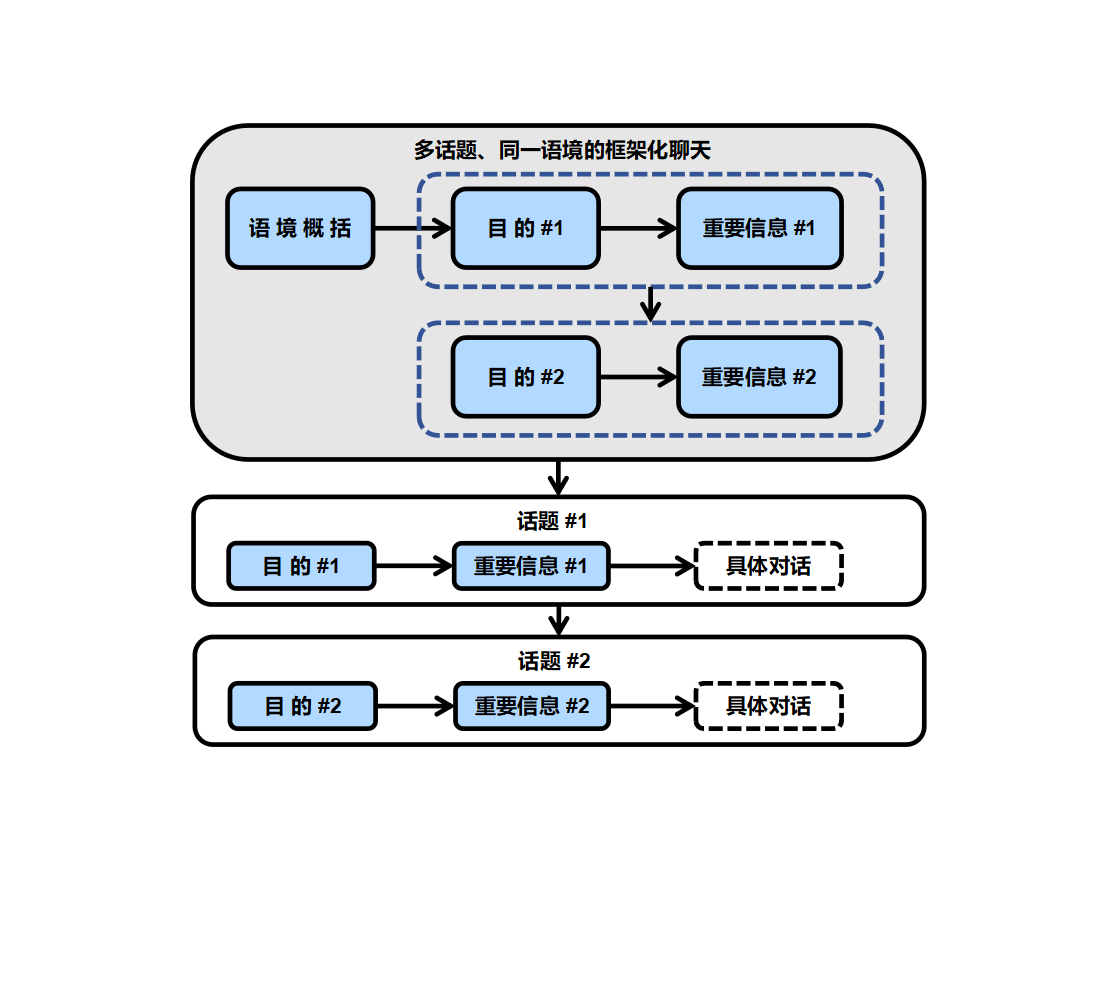 多话题、同一语境的框架化聊天
语 境 概 括
目 的 #1
重要信息 #1
目 的 #2
重要信息 #2
话题 #1
目 的 #1
重要信息 #1
具体对话
话题 #2
目 的 #2
重要信息 #2
具体对话